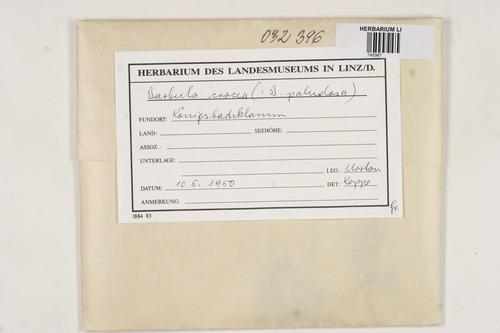 032 396
HERBARIUM LI
HERBARIUM DES LANDESMUSEUMS IN LINZ/D.
Barbula crocea (= B. paludosa)
FUNDORT: Königsbachklamm
LAND: SEEHÖHE:
ASSOZ.:
UNTERLAGE:
LEG.:
DATUM: 10.5.1950 DET.: Koppe
ANMERKUNG:
1884 83